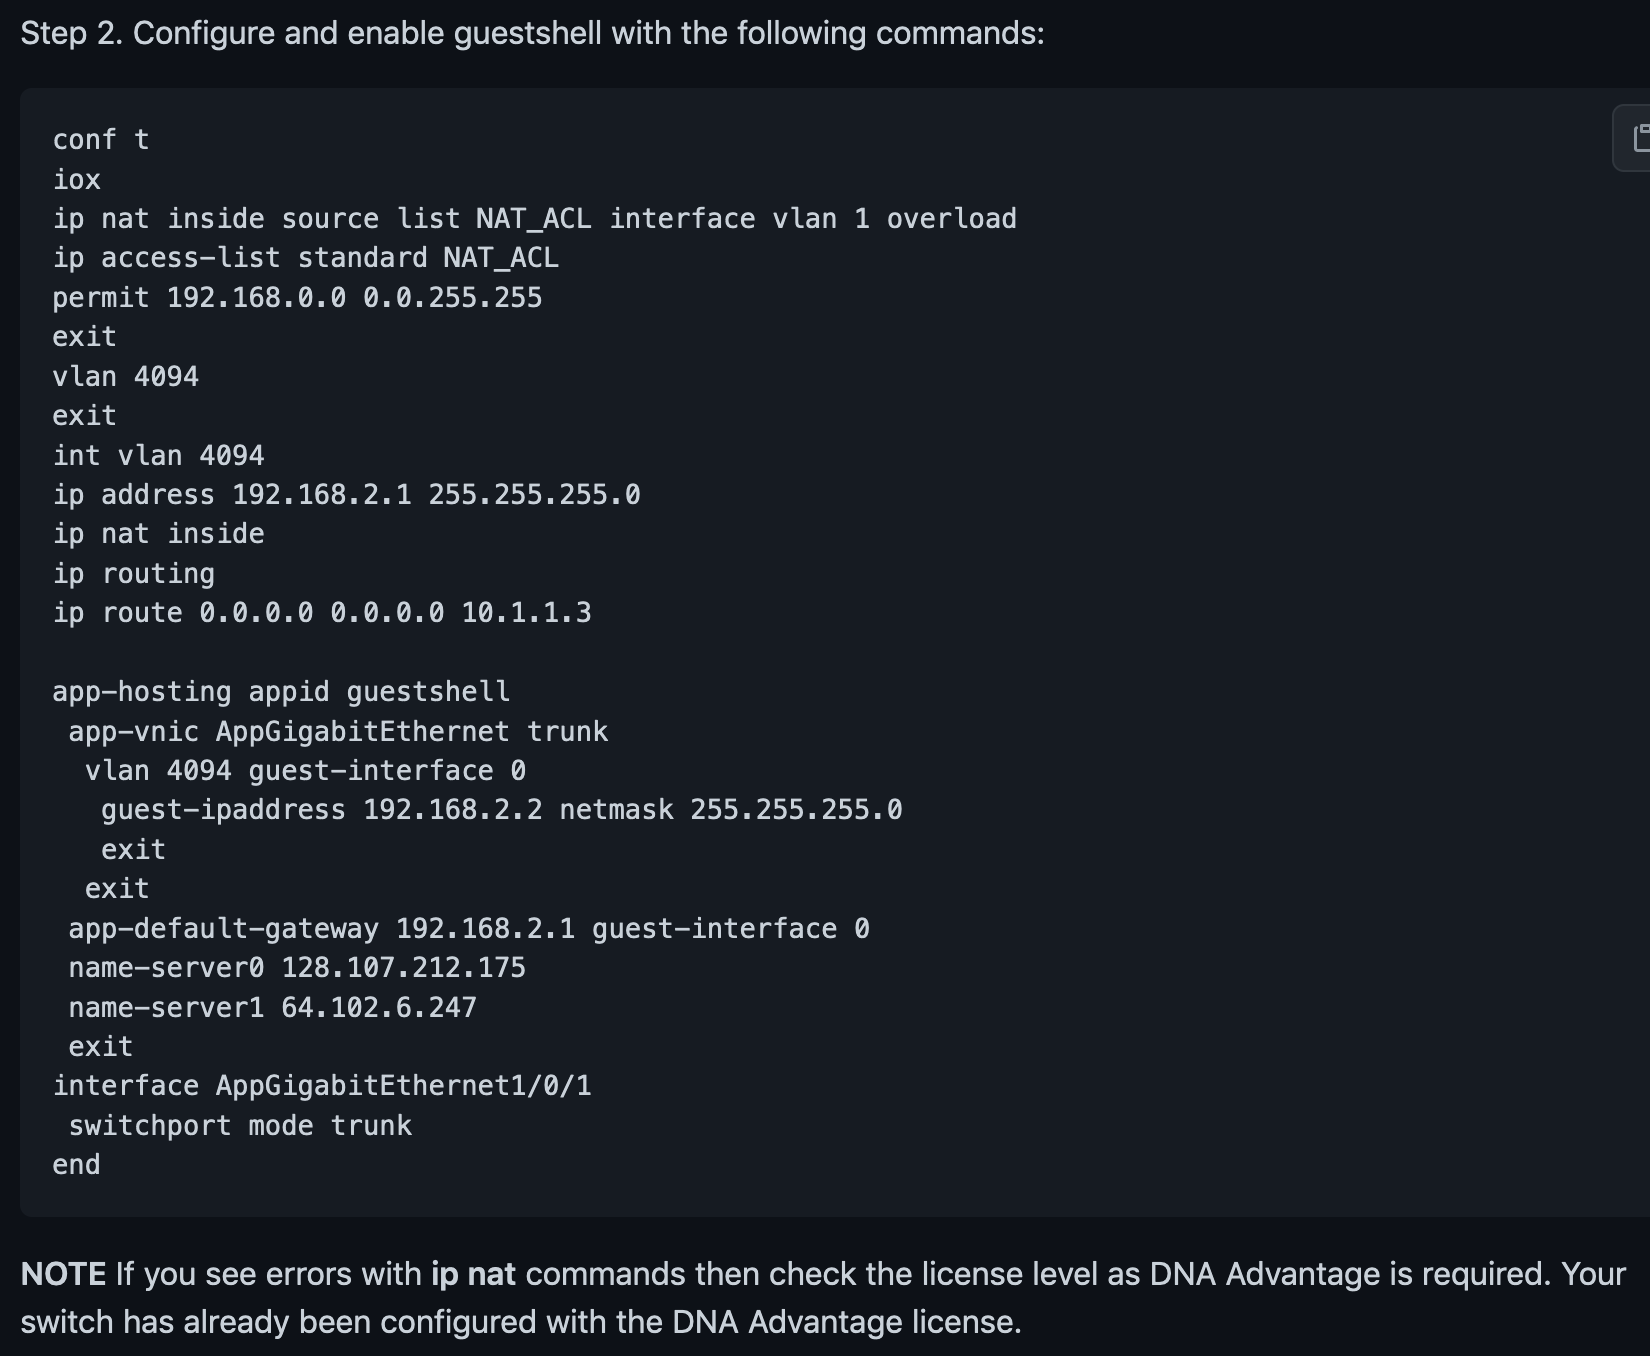 Step 2. Configure and enable guestshell with the following commands:
conf t
iox
ip nat inside source list NAT_ACL interface vlan 1 overload
ip access-list standard NAT_ACL
permit 192.168.0.0 0.0.255.255
exit
vlan 4094
exit
int vlan 4094
ip address 192.168.2.1 255.255.255.0
ip nat inside
ip routing
ip route 0.0.0.0 0.0.0.0 10.1.1.3

app-hosting appid guestshell
 app-vnic AppGigabitEthernet trunk
  vlan 4094 guest-interface 0
   guest-ipaddress 192.168.2.2 netmask 255.255.255.0
   exit
  exit
 app-default-gateway 192.168.2.1 guest-interface 0
 name-server0 128.107.212.175
 name-server1 64.102.6.247
 exit
interface AppGigabitEthernet1/0/1
 switchport mode trunk
end
NOTE If you see errors with ip nat commands then check the license level as DNA Advantage is required. Your
switch has already been configured with the DNA Advantage license.